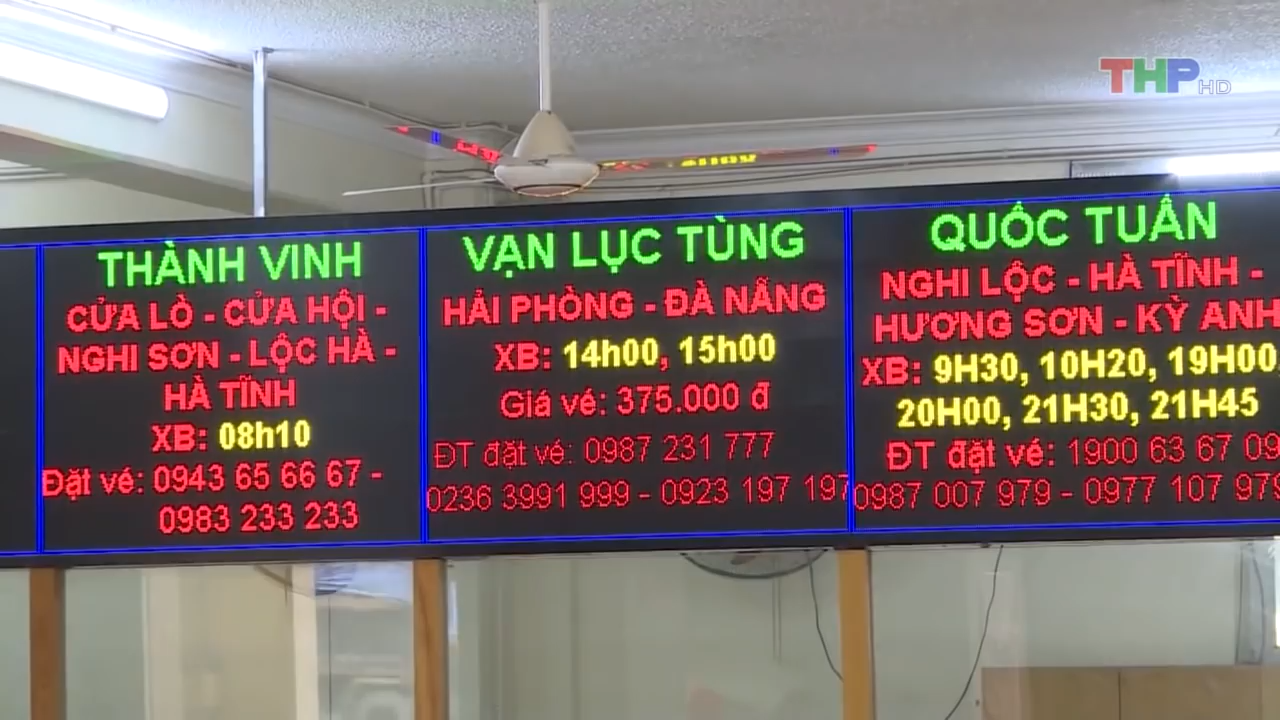 THP HD
THÀNH VINH
CỬA LÒ - CỬA HỘI -
NGHI SƠN - LỘC HÀ -
HÀ TĨNH
XB: 08h10
Đặt vé: 0943 65 66 67 -
0983 233 233
VẠN LỤC TÙNG
HẢI PHÒNG - ĐÀ NẴNG
XB: 14h00, 15h00
Giá vé: 375.000 đ
ĐT đặt vé: 0987 231 777
0236 3991 999 - 0923 197 197
QUỐC TUẤN
NGHI LỘC - HÀ TĨNH -
HƯƠNG SƠN - KỲ ANH
XB: 9H30, 10H20, 19H00,
20H00, 21H30, 21H45
ĐT đặt vé: 1900 63 67 09
0987 007 979 - 0977 107 979